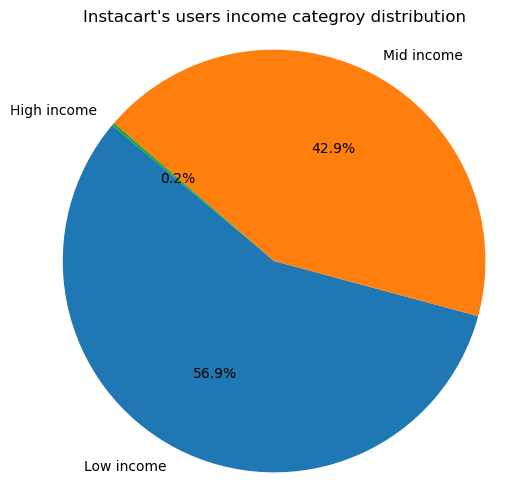 Instacart's users income categroy distribution
Mid income
High income
42.9%
0.2%
56.9%
Low income